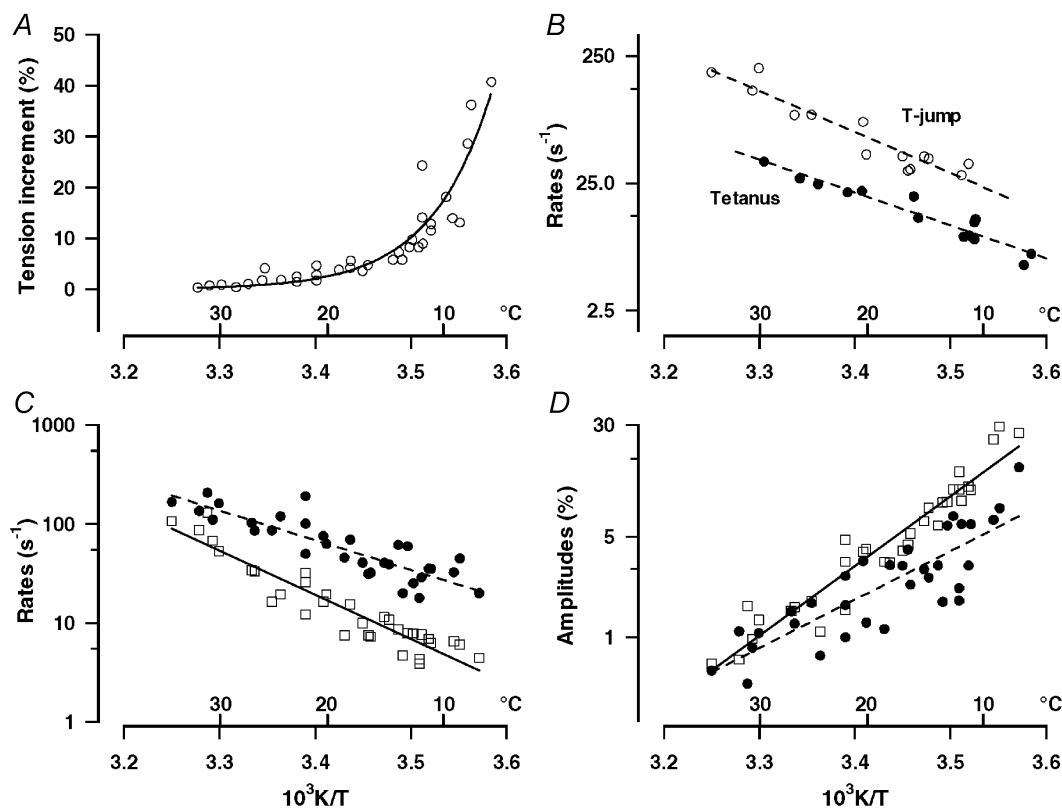 A
50
40
30
20
10
0
Tension increment (%)
30 20 10 °C
3.2 3.3 3.4 3.5 3.6
B
250
25.0
2.5
Rates (s-1)
T-jump
Tetanus
30 20 10 °C
3.2 3.3 3.4 3.5 3.6
C
1000
100
10
1
Rates (s-1)
30 20 10 °C
3.2 3.3 3.4 3.5 3.6
10³K/T
D
30
5
1
Amplitudes (%)
30 20 10 °C
3.2 3.3 3.4 3.5 3.6
10³K/T